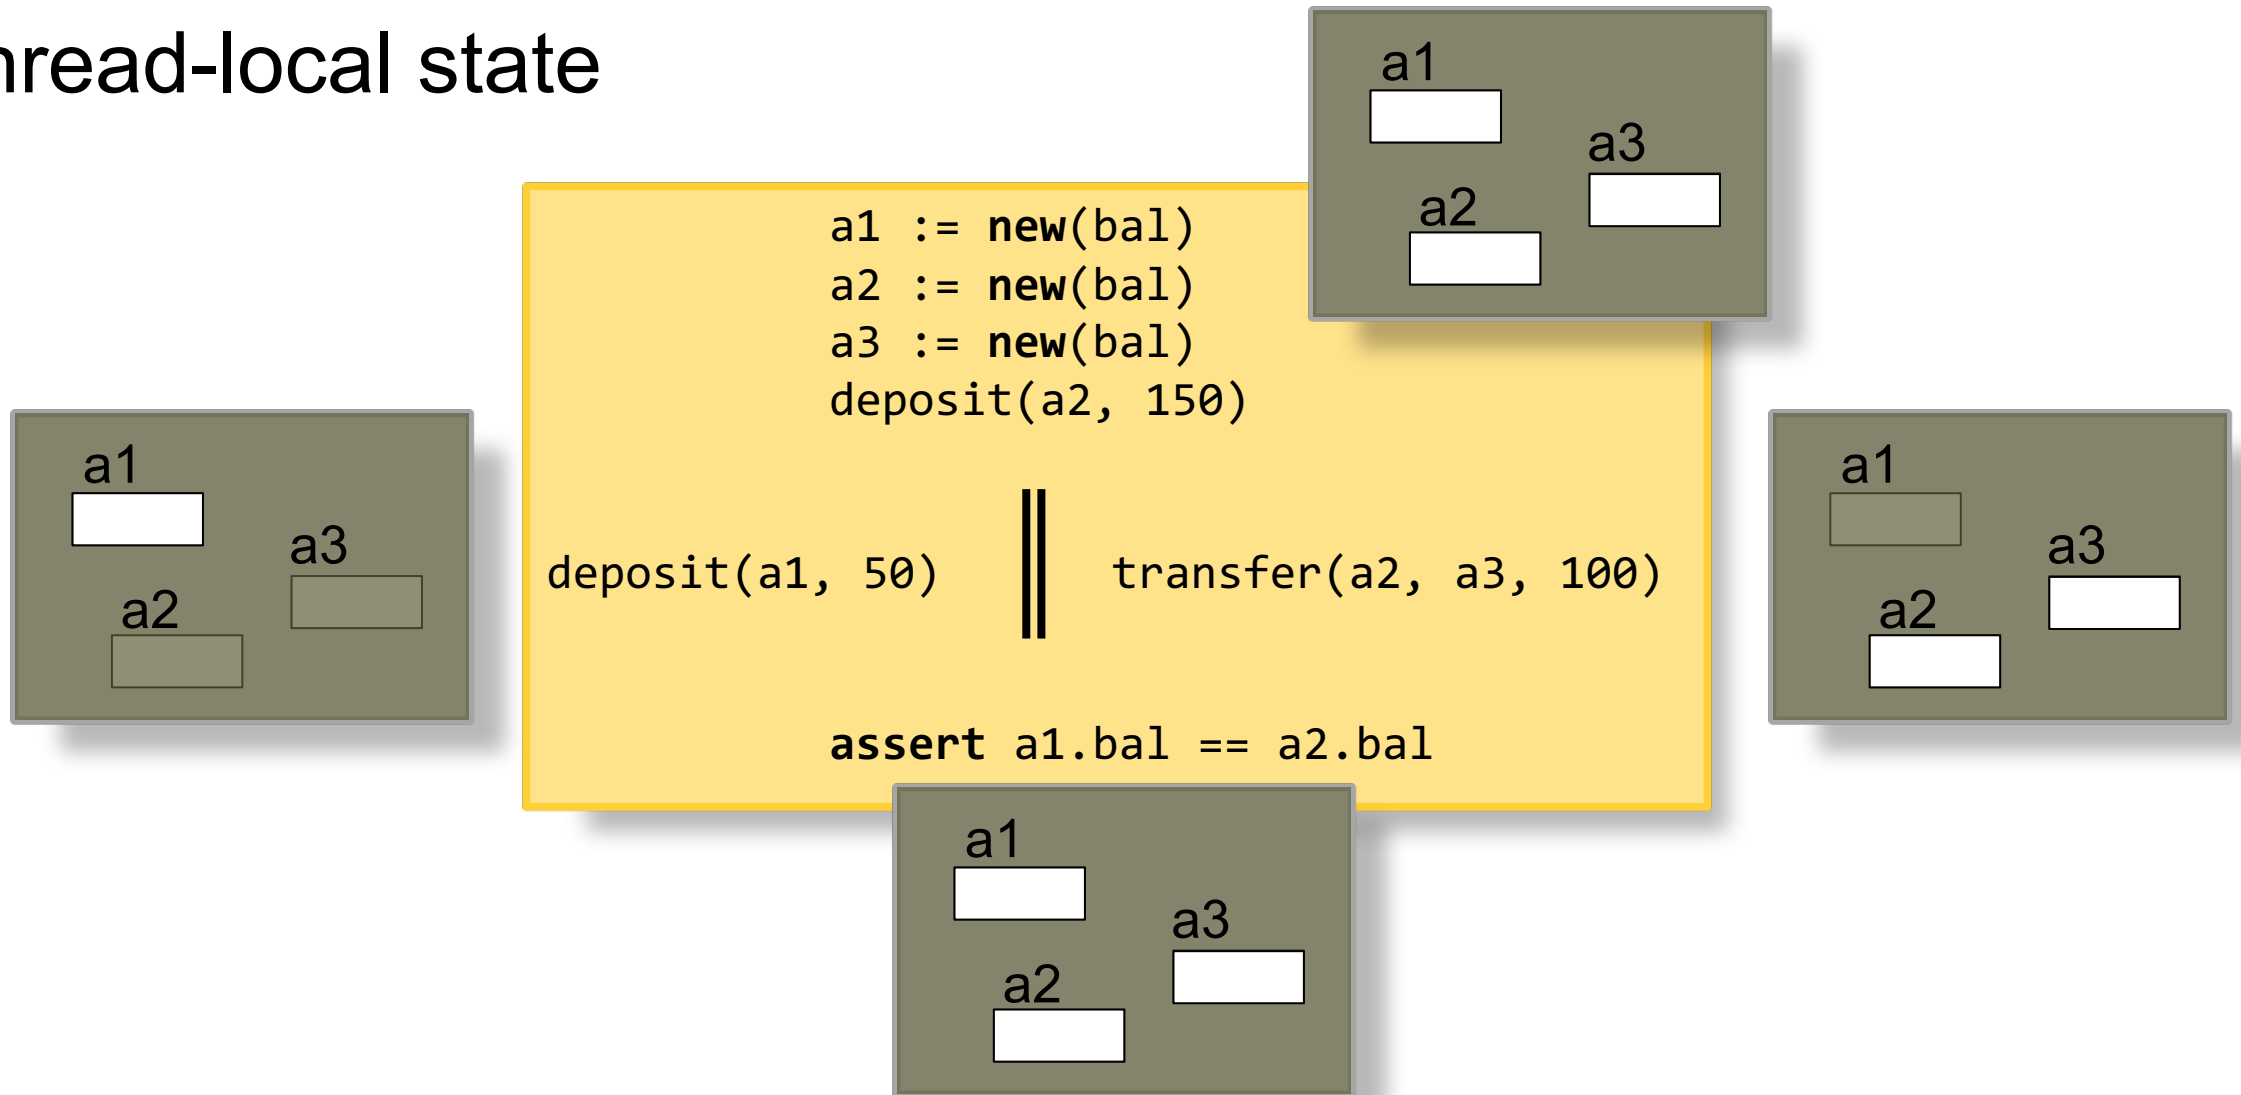 hread-local state
a1
a3
a2
a1 := new(bal)
a2 := new(bal)
a3 := new(bal)
deposit(a2, 150)
a1
a3
a2
deposit(a1, 50) || transfer(a2, a3, 100)
a1
a3
a2
assert a1.bal == a2.bal
a1
a3
a2